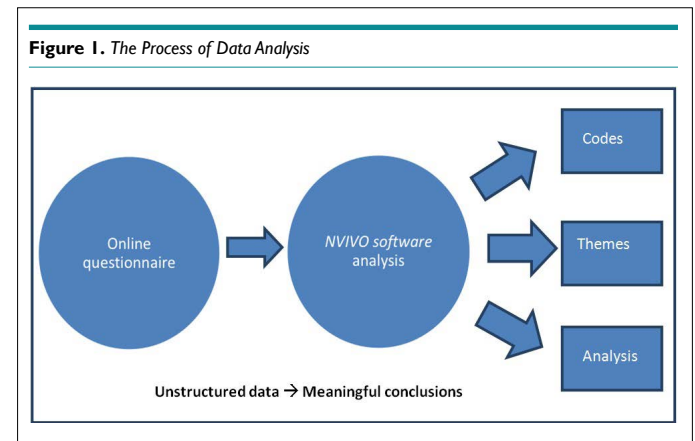 Figure 1. The Process of Data Analysis
Codes
Online
questionnaire
NVIVO software
analysis
Themes
Analysis
Unstructured data → Meaningful conclusions